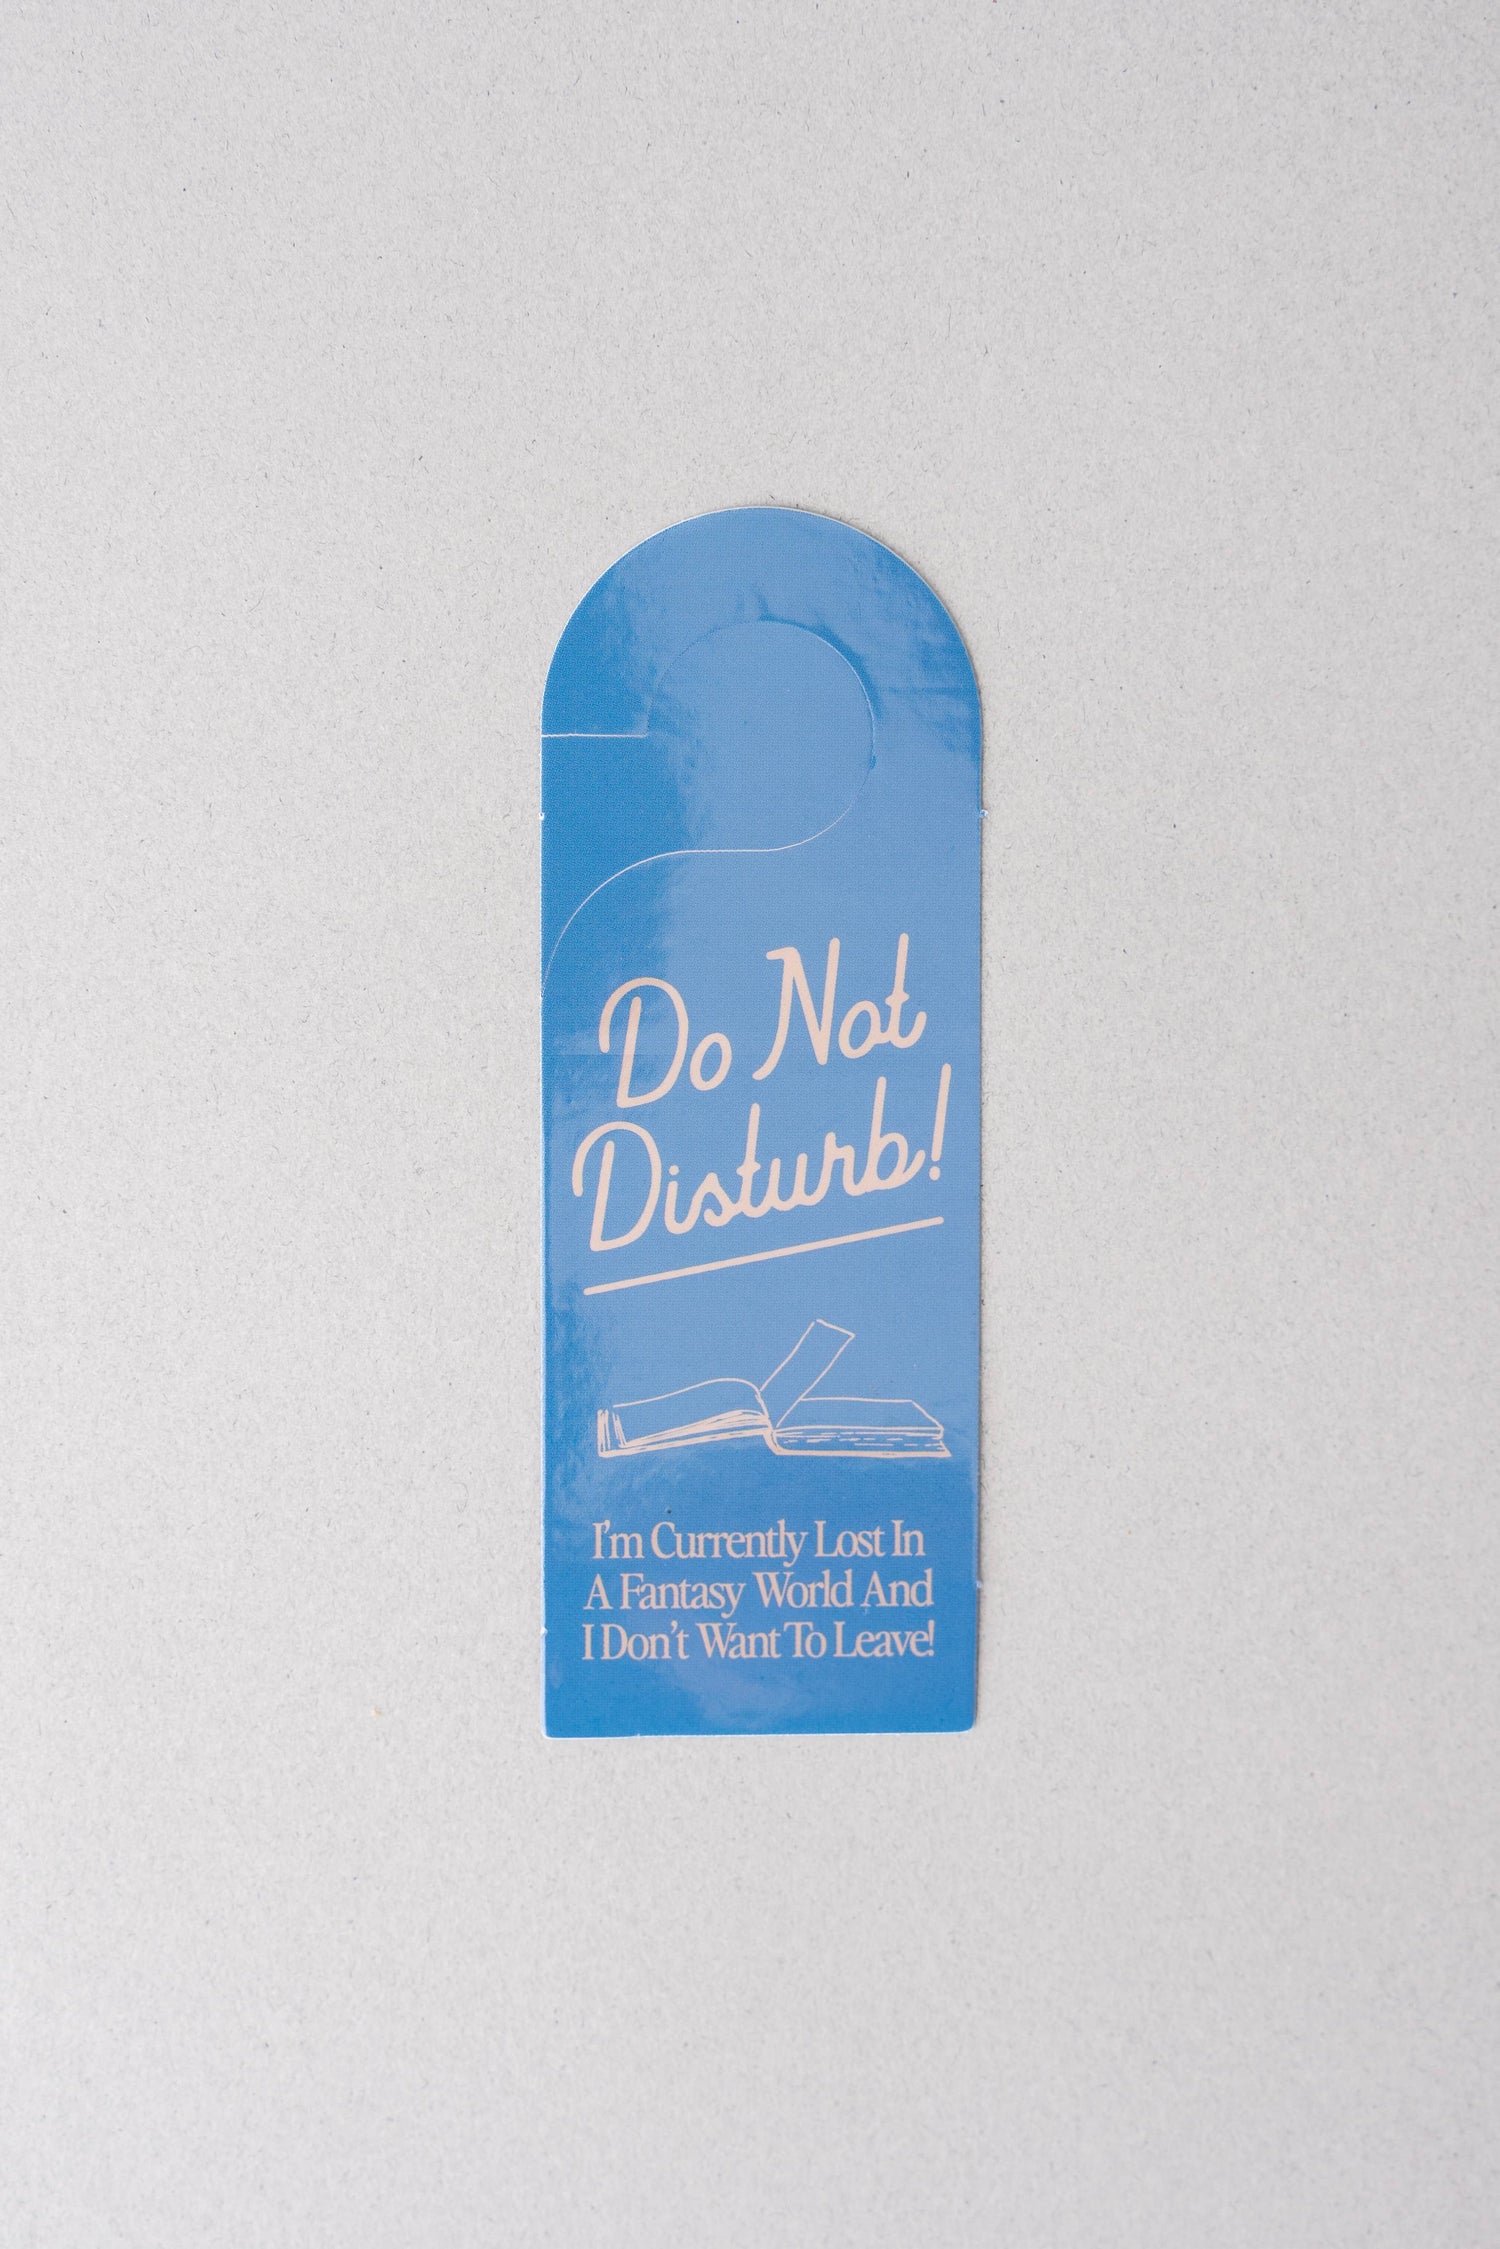 Do Not
Disturb!
I'm Currently Lost In
A Fantasy World And
I Don't Want To Leave!